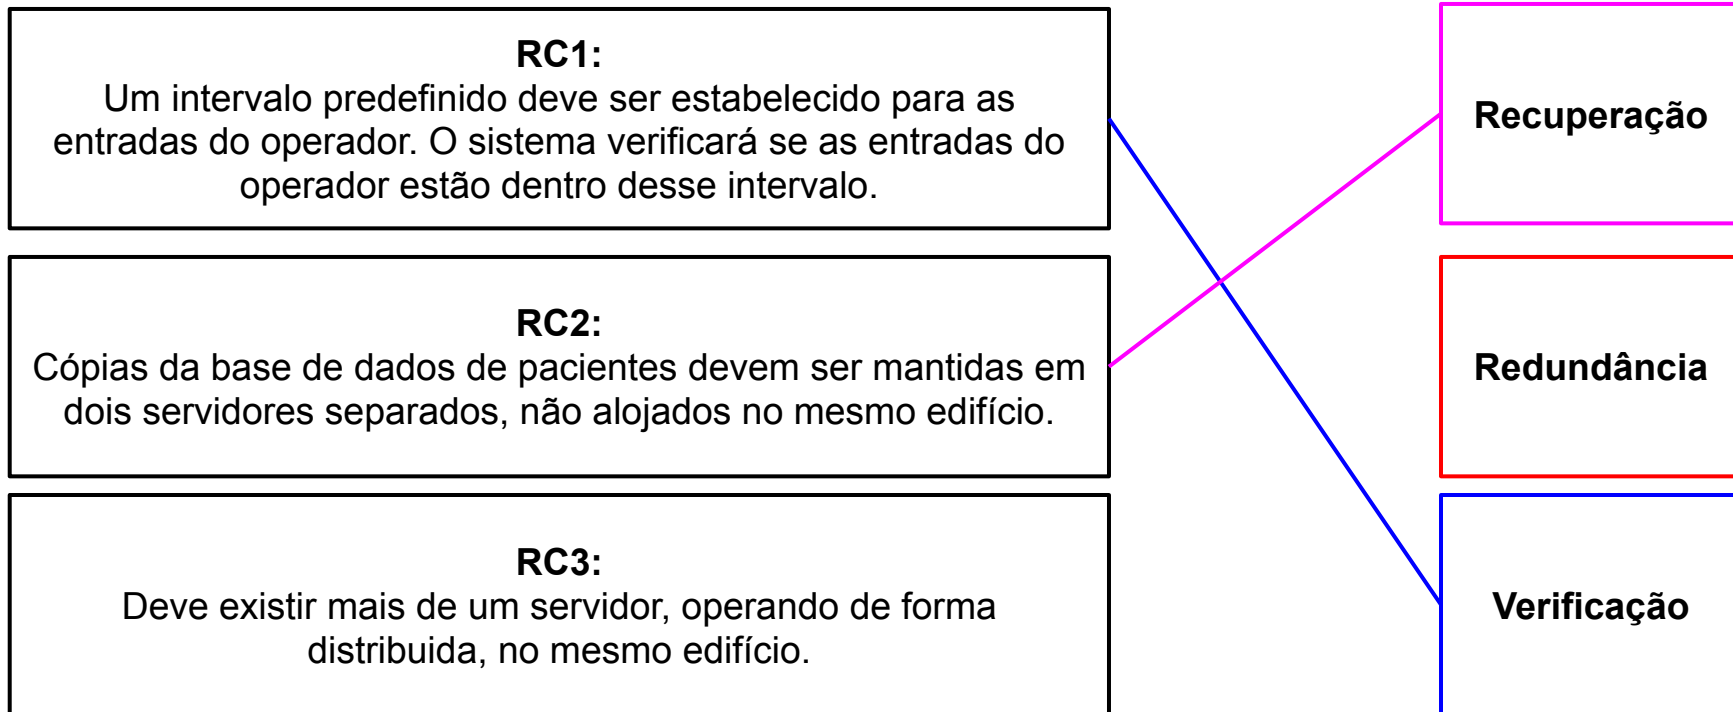 RC1:
Um intervalo predefinido deve ser estabelecido para as
entradas do operador. O sistema verificará se as entradas do
operador estão dentro desse intervalo.
Recuperação
RC2:
Cópias da base de dados de pacientes devem ser mantidas em
dois servidores separados, não alojados no mesmo edifício.
Redundância
RC3:
Deve existir mais de um servidor, operando de forma
distribuida, no mesmo edifício.
Verificação